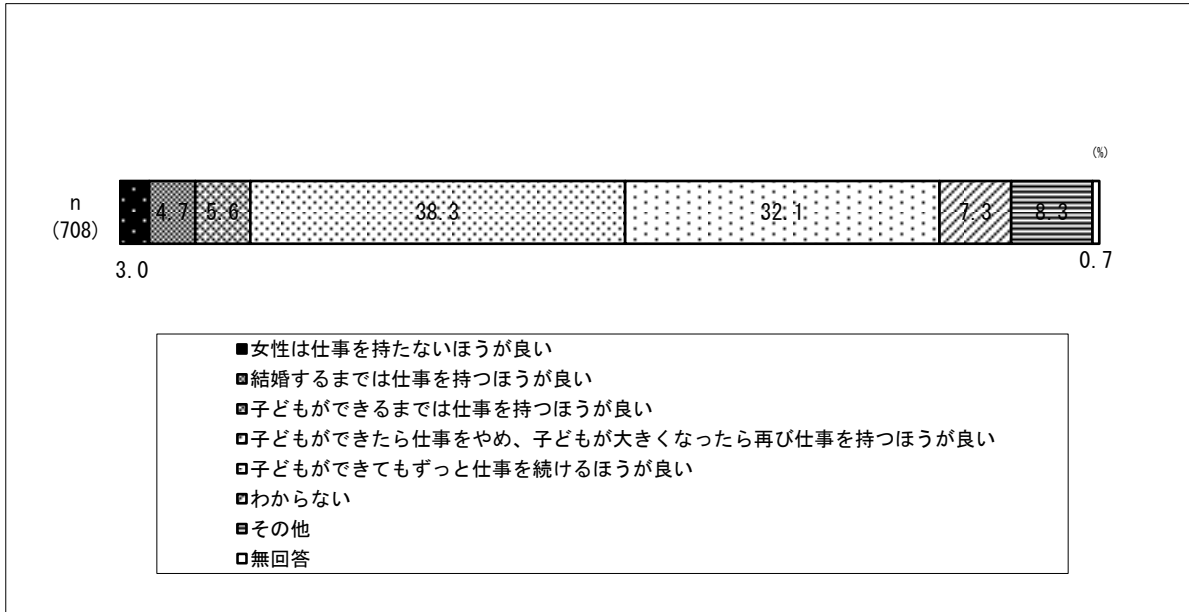 (%)
n
(708)
4.7 5.6 38.3 32.1 7.3 8.3
3.0
0.7
■女性は仕事を持たないほうが良い
結婚するまでは仕事を持つほうが良い
子どもができるまでは仕事を持つほうが良い
子どもができたら仕事をやめ、子どもが大きくなったら再び仕事を持つほうが良い
子どもができてもずっと仕事を続けるほうが良い
わからない
その他
無回答